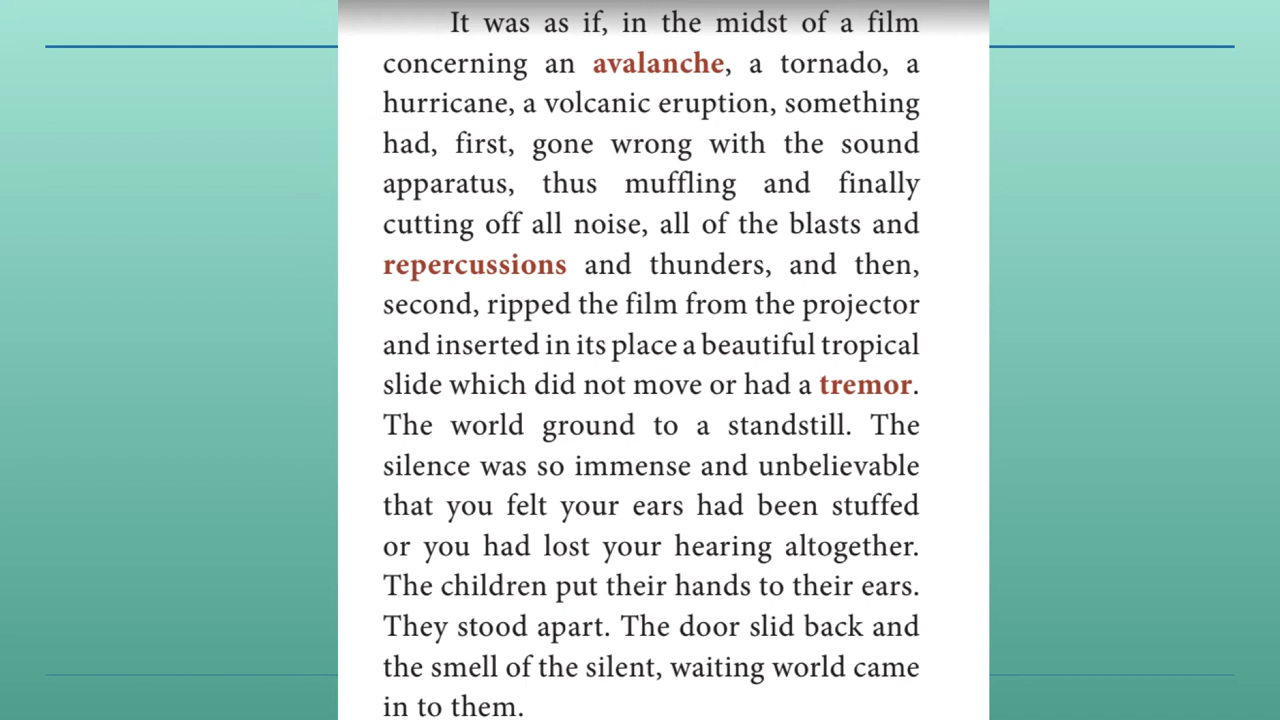 It was as if, in the midst of a film
concerning an avalanche, a tornado, a
hurricane, a volcanic eruption, something
had, first, gone wrong with the sound
apparatus, thus muffling and finally
cutting off all noise, all of the blasts and
repercussions and thunders, and then,
second, ripped the film from the projector
and inserted in its place a beautiful tropical
slide which did not move or had a tremor.
The world ground to a standstill. The
silence was so immense and unbelievable
that you felt your ears had been stuffed
or you had lost your hearing altogether.
The children put their hands to their ears.
They stood apart. The door slid back and
the smell of the silent, waiting world came
in to them.